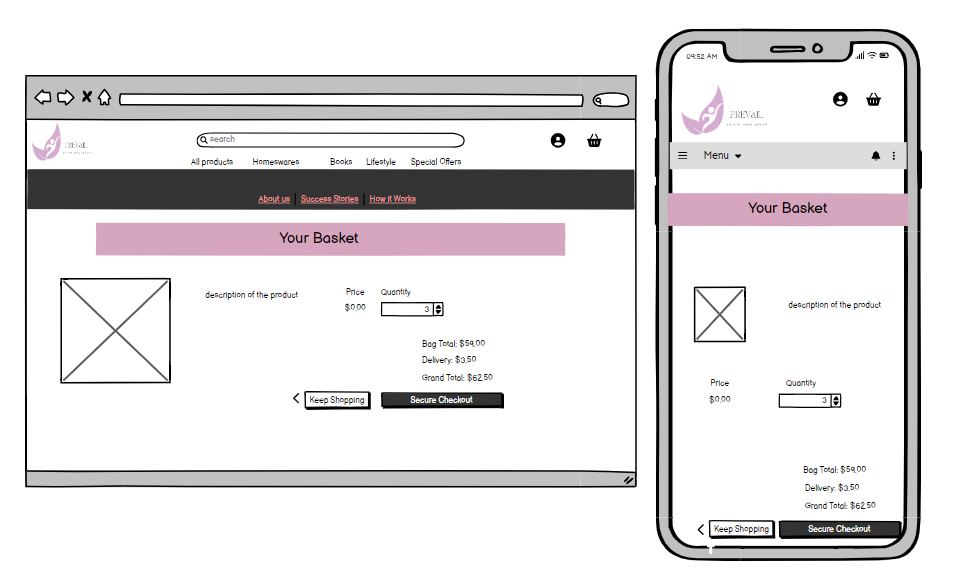 search
PREVAIL
All products Homeswares Books Lifestyle Special Offers
About us Success Stories How it Works
Your Basket
description of the product
Price Quantity
$0.00 3
Bag Total: $59.00
Delivery: $3.50
Grand Total: $62.50
Keep Shopping Secure Checkout
09:52 AM
PREVAIL
Menu
Your Basket
description of the product
Price Quantity
$0.00 3
Bag Total: $59.00
Delivery: $3.50
Grand Total: $62.50
Keep Shopping Secure Checkout